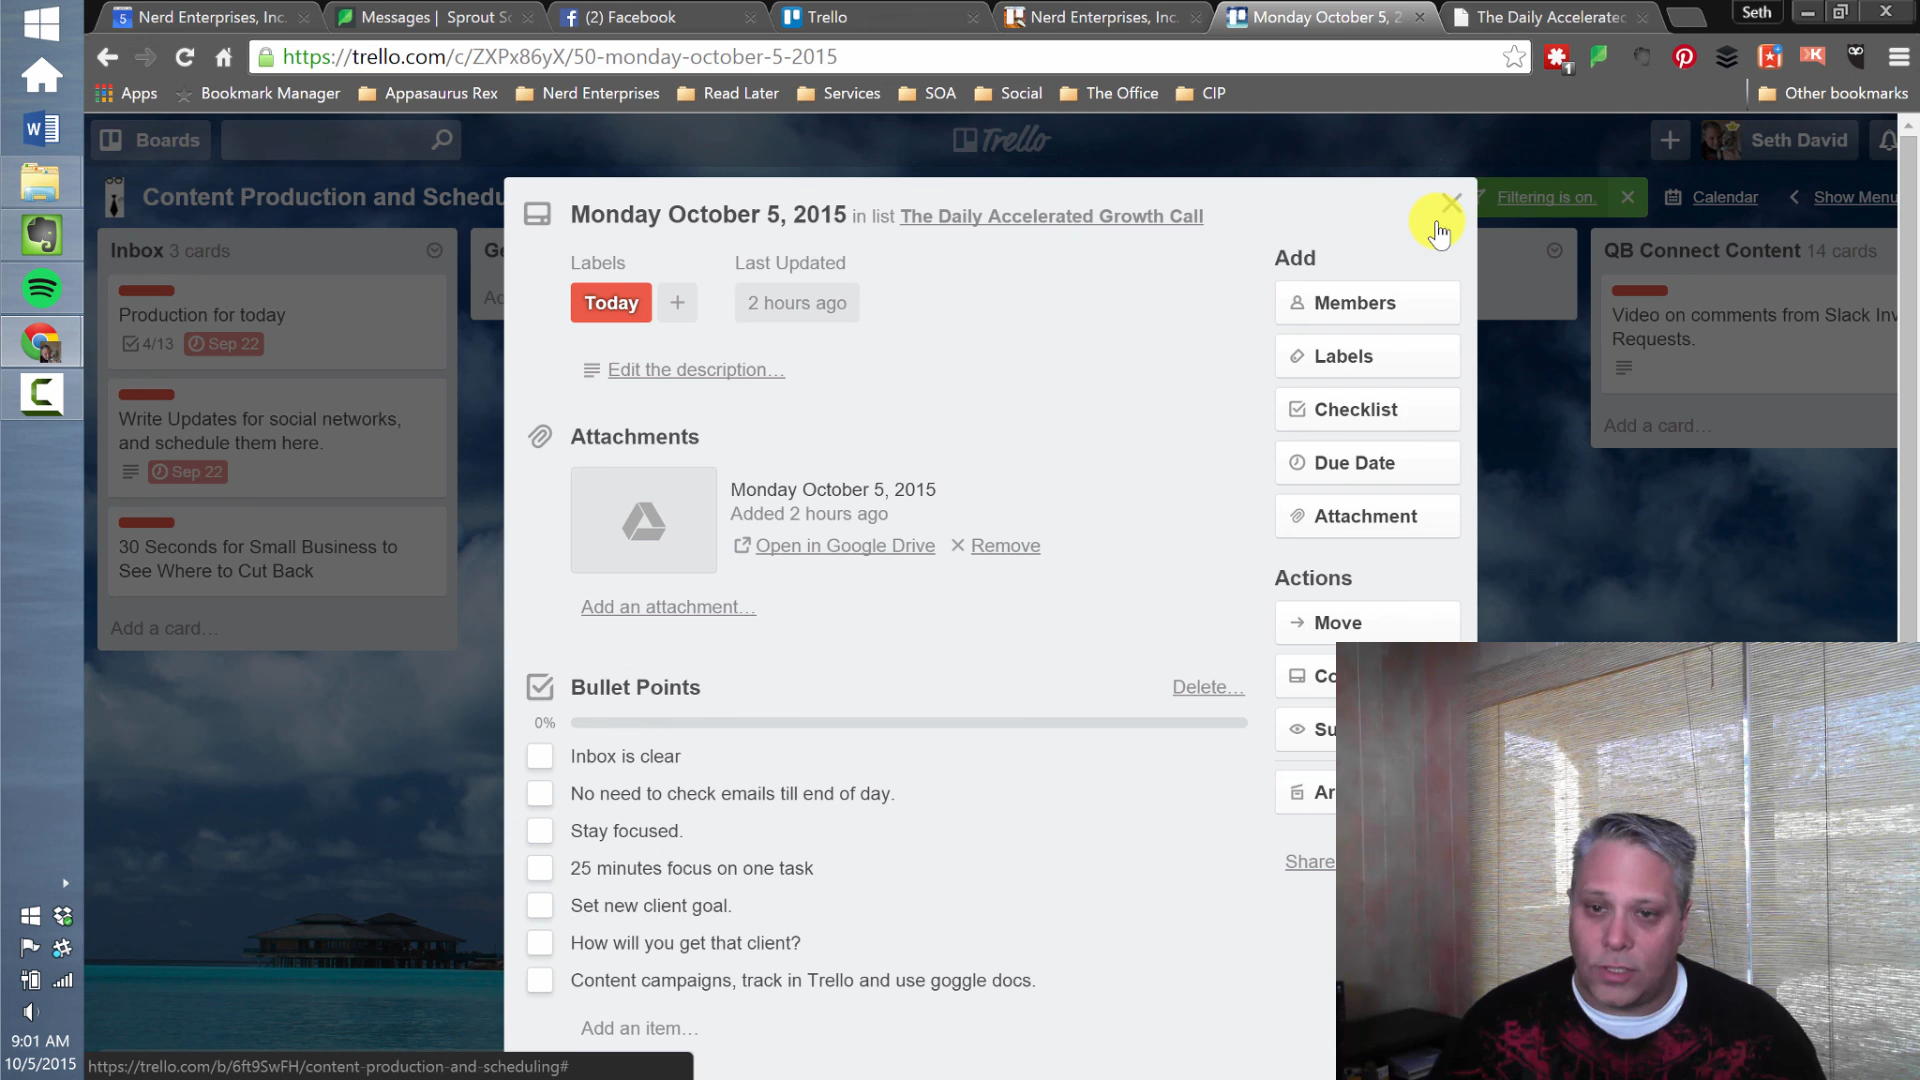 Nerd Enterprises, Inc.
Messages | Sprout Sc
(2) Facebook
Trello
Nerd Enterprises, Inc.
Monday October 5, 2
The Daily Accelerated
Seth
https://trello.com/c/ZXPx86yX/50-monday-october-5-2015
Apps
Bookmark Manager
Appasaurus Rex
Nerd Enterprises
Read Later
Services
SOA
Social
The Office
CIP
Other bookmarks
Boards
Trello
Seth David
Content Production and Schedu
Filtering is on.
Calendar
Show Menu
Inbox 3 cards
Production for today
4/13 Sep 22
Write Updates for social networks,
and schedule them here.
Sep 22
30 Seconds for Small Business to
See Where to Cut Back
Add a card…
Ge
Ad
Monday October 5, 2015 in list The Daily Accelerated Growth Call
Labels
Last Updated
Today
+
2 hours ago
Edit the description…
Attachments
Monday October 5, 2015
Added 2 hours ago
Open in Google Drive
Remove
Add an attachment…
Bullet Points
Delete…
0%
Inbox is clear
No need to check emails till end of day.
Stay focused.
25 minutes focus on one task
Set new client goal.
How will you get that client?
Content campaigns, track in Trello and use goggle docs.
Add an item…
Add
Members
Labels
Checklist
Due Date
Attachment
Actions
Move
Co
Su
Ar
Share
QB Connect Content 14 cards
Video on comments from Slack Inv
Requests.
Add a card…
9:01 AM
10/5/2015
https://trello.com/b/6ft9SwFH/content-production-and-scheduling#